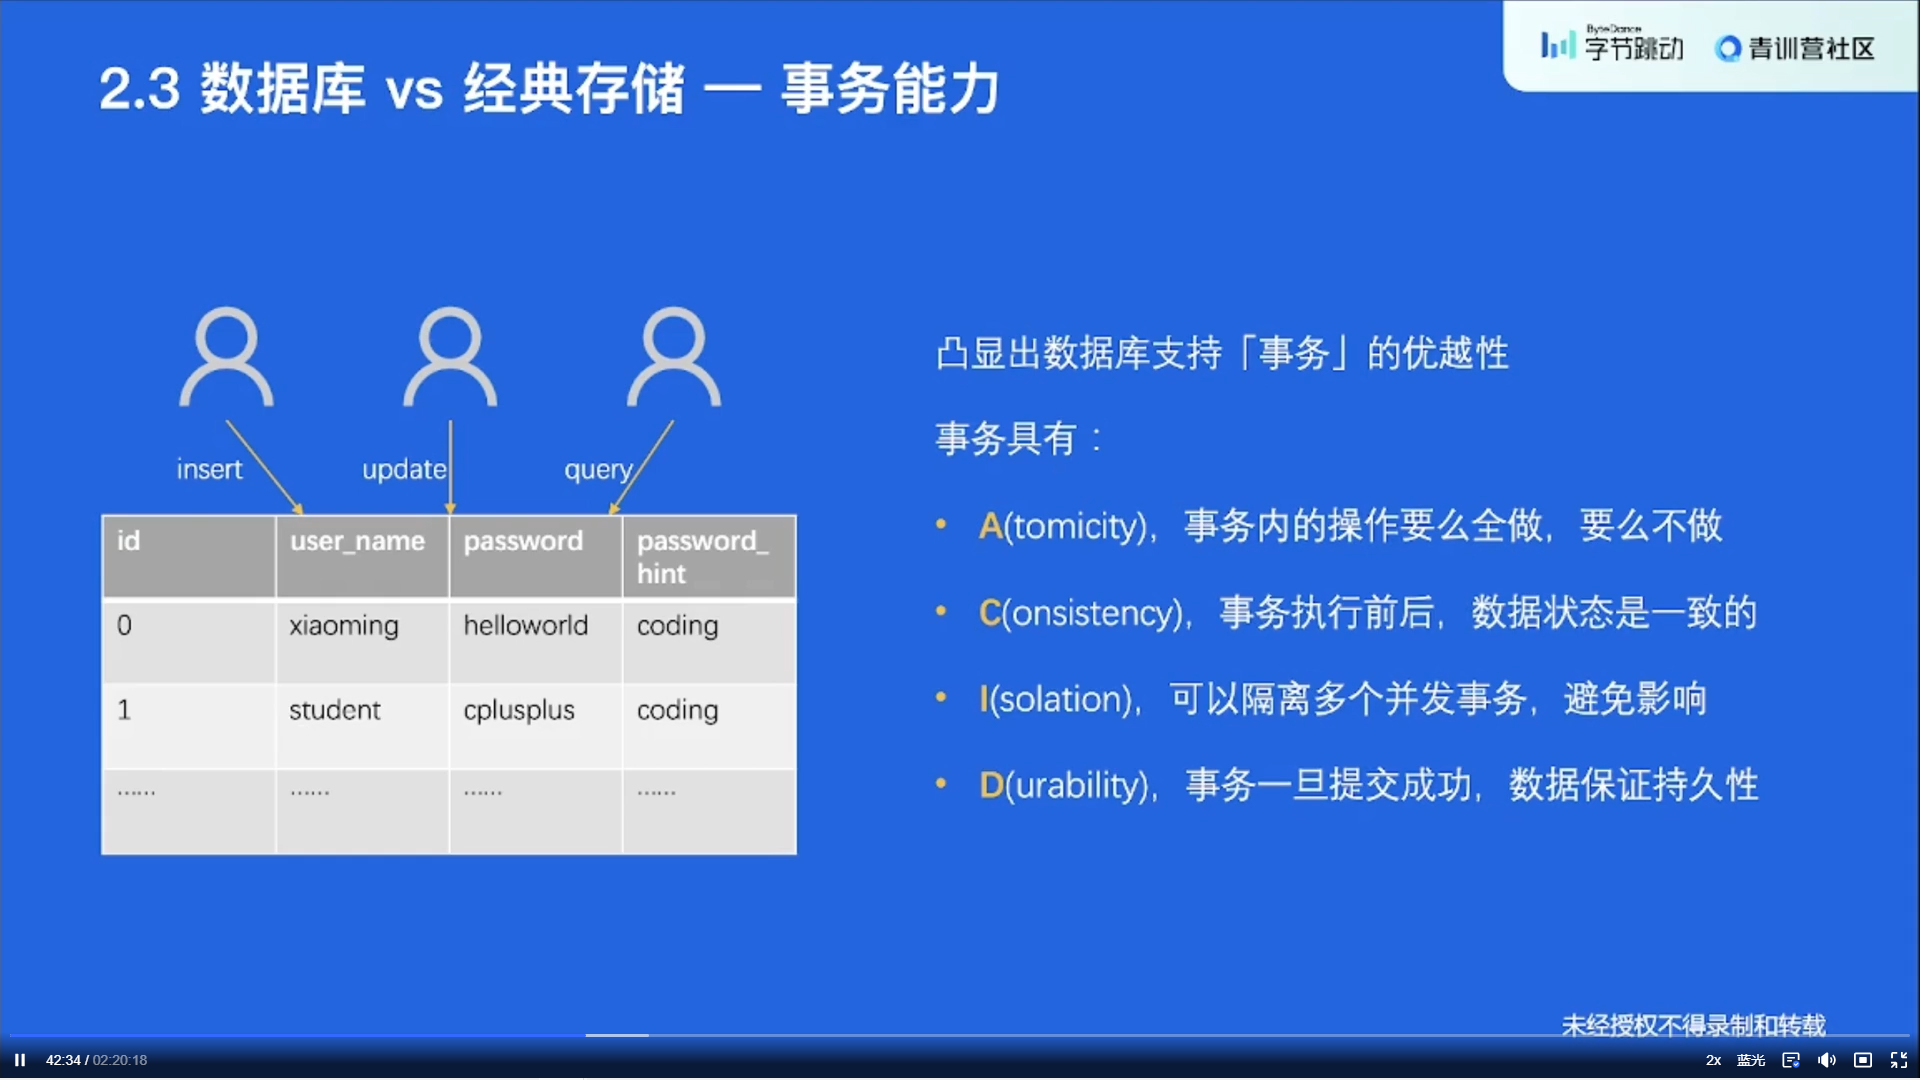 2.3 数据库 vs 经典存储 — 事务能力
ByteDance
字节跳动
青训营社区
insert
update
query
id
user_name
password
password_
hint
0
xiaoming
helloworld
coding
1
student
cplusplus
coding
……
……
……
……
凸显出数据库支持「事务」的优越性
事务具有：
• A(tomicity)，事务内的操作要么全做，要么不做
• C(onsistency)，事务执行前后，数据状态是一致的
• I(solation)，可以隔离多个并发事务，避免影响
• D(urability)，事务一旦提交成功，数据保证持久性
未经授权不得录制和转载
42:34 / 02:20:18
2x
蓝光